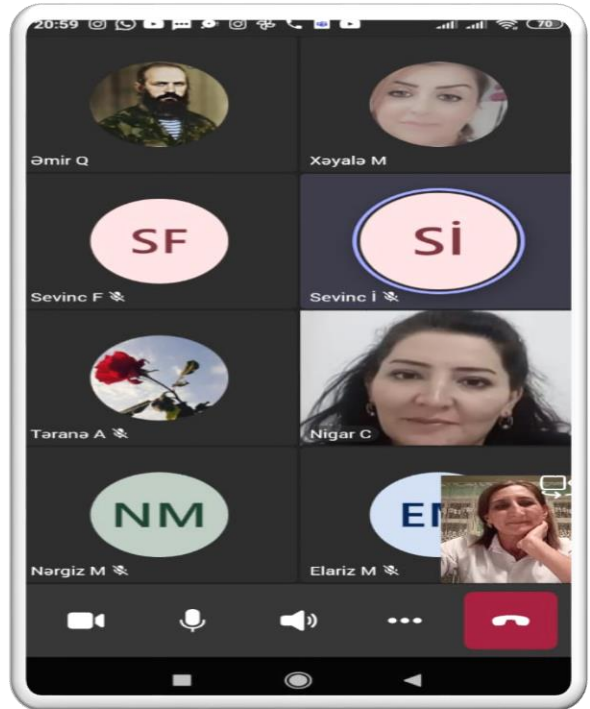 20:59 70
Əmir Q
Xəyalə M
SF
Sevinc F
Sİ
Sevinc İ
Təranə A
Nigar C
NM
Nərgiz M
Elariz M